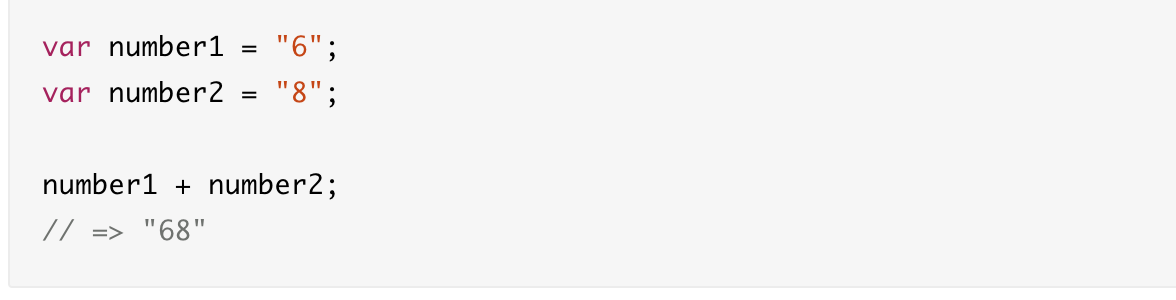 var number1 = "6";
var number2 = "8";
number1 + number2;
// => "68"